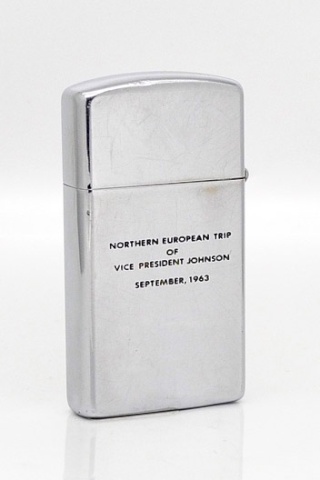 NORTHERN EUROPEAN TRIP
OF
VICE PRESIDENT JOHNSON
SEPTEMBER, 1963